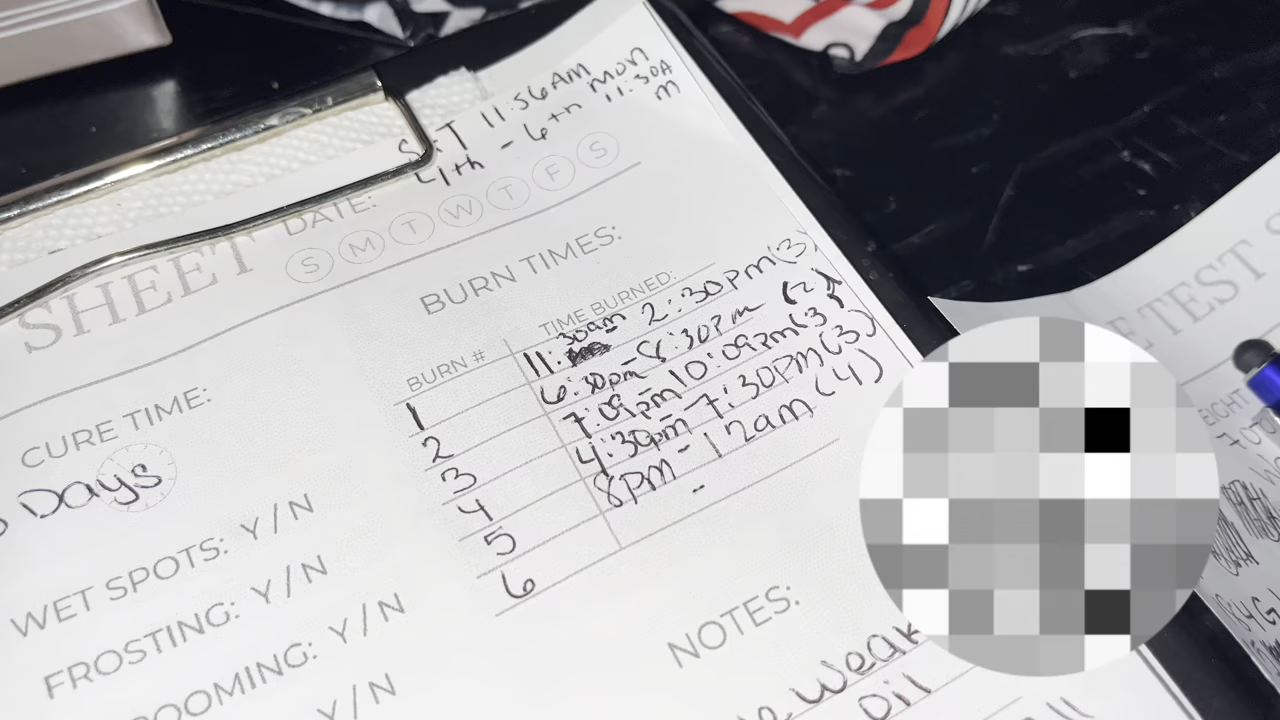 SAT 11:56AM
4th - 6th Mon
11:30A
M
SHEET
DATE:
S M T W T F S
BURN TIMES:
BURN # TIME BURNED:
1 11:30am 2:30pm (3)
2 6:30pm-8:30pm (2)
3 7:09pm 10:09pm (3)
4 4:30pm-7:30PM (3)
5 8PM - 12am (4)
6 -
CURE TIME:
Days
WET SPOTS: Y / N
FROSTING: Y / N
OOMING: Y / N
Y / N
NOTES:
weak
oil
TEST S